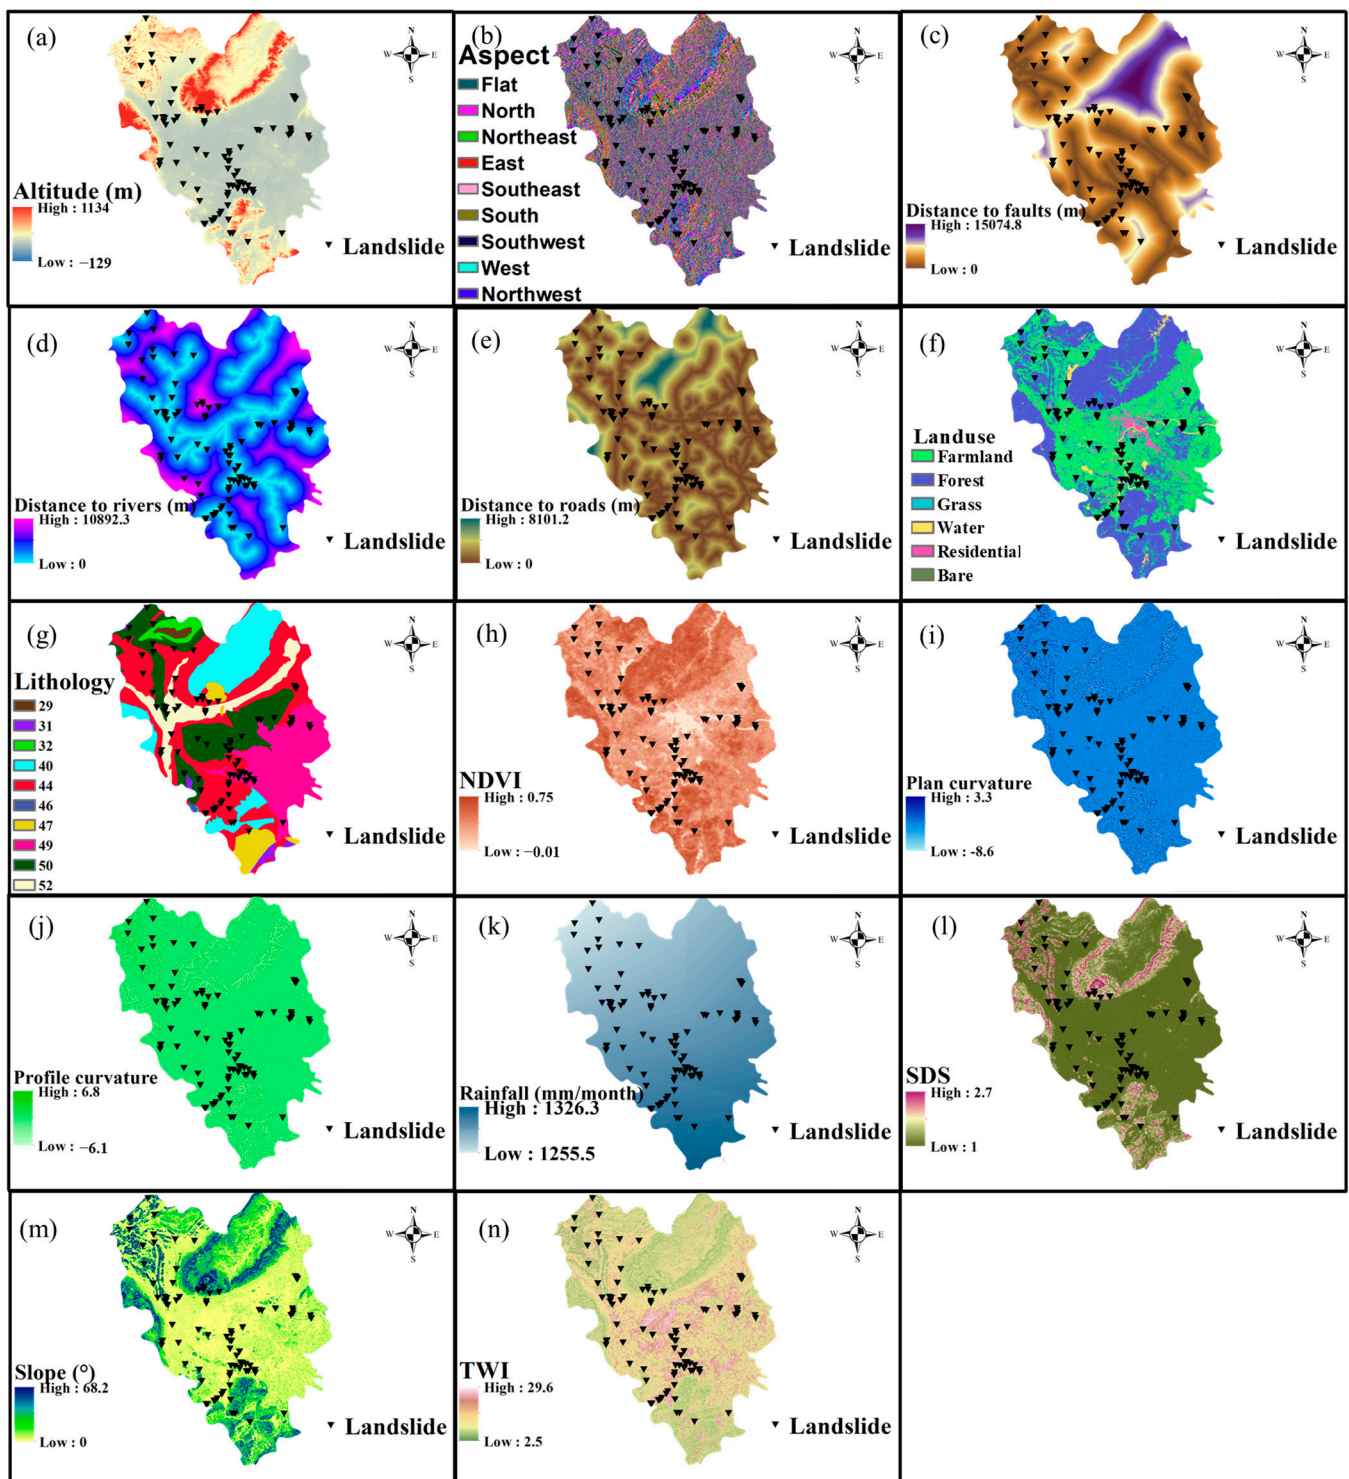 (a)
N
W E
S
Altitude (m)
High : 1134
Low : −129
Landslide
(b)
Aspect
Flat
North
Northeast
East
Southeast
South
Southwest
West
Northwest
N
W E
S
Landslide
(c)
N
W E
S
Distance to faults (m)
High : 15074.8
Low : 0
Landslide
(d)
N
W E
S
Distance to rivers (m)
High : 10892.3
Low : 0
Landslide
(e)
N
W E
S
Distance to roads (m)
High : 8101.2
Low : 0
Landslide
(f)
N
W E
S
Landuse
Farmland
Forest
Grass
Water
Residential
Bare
Landslide
(g)
N
W E
S
Lithology
29
31
32
40
44
46
47
49
50
52
Landslide
(h)
N
W E
S
NDVI
High : 0.75
Low : −0.01
Landslide
(i)
N
W E
S
Plan curvature
High : 3.3
Low : -8.6
Landslide
(j)
N
W E
S
Profile curvature
High : 6.8
Low : −6.1
Landslide
(k)
N
W E
S
Rainfall (mm/month)
High : 1326.3
Low : 1255.5
Landslide
(l)
N
W E
S
SDS
High : 2.7
Low : 1
Landslide
(m)
N
W E
S
Slope (°)
High : 68.2
Low : 0
Landslide
(n)
N
W E
S
TWI
High : 29.6
Low : 2.5
Landslide